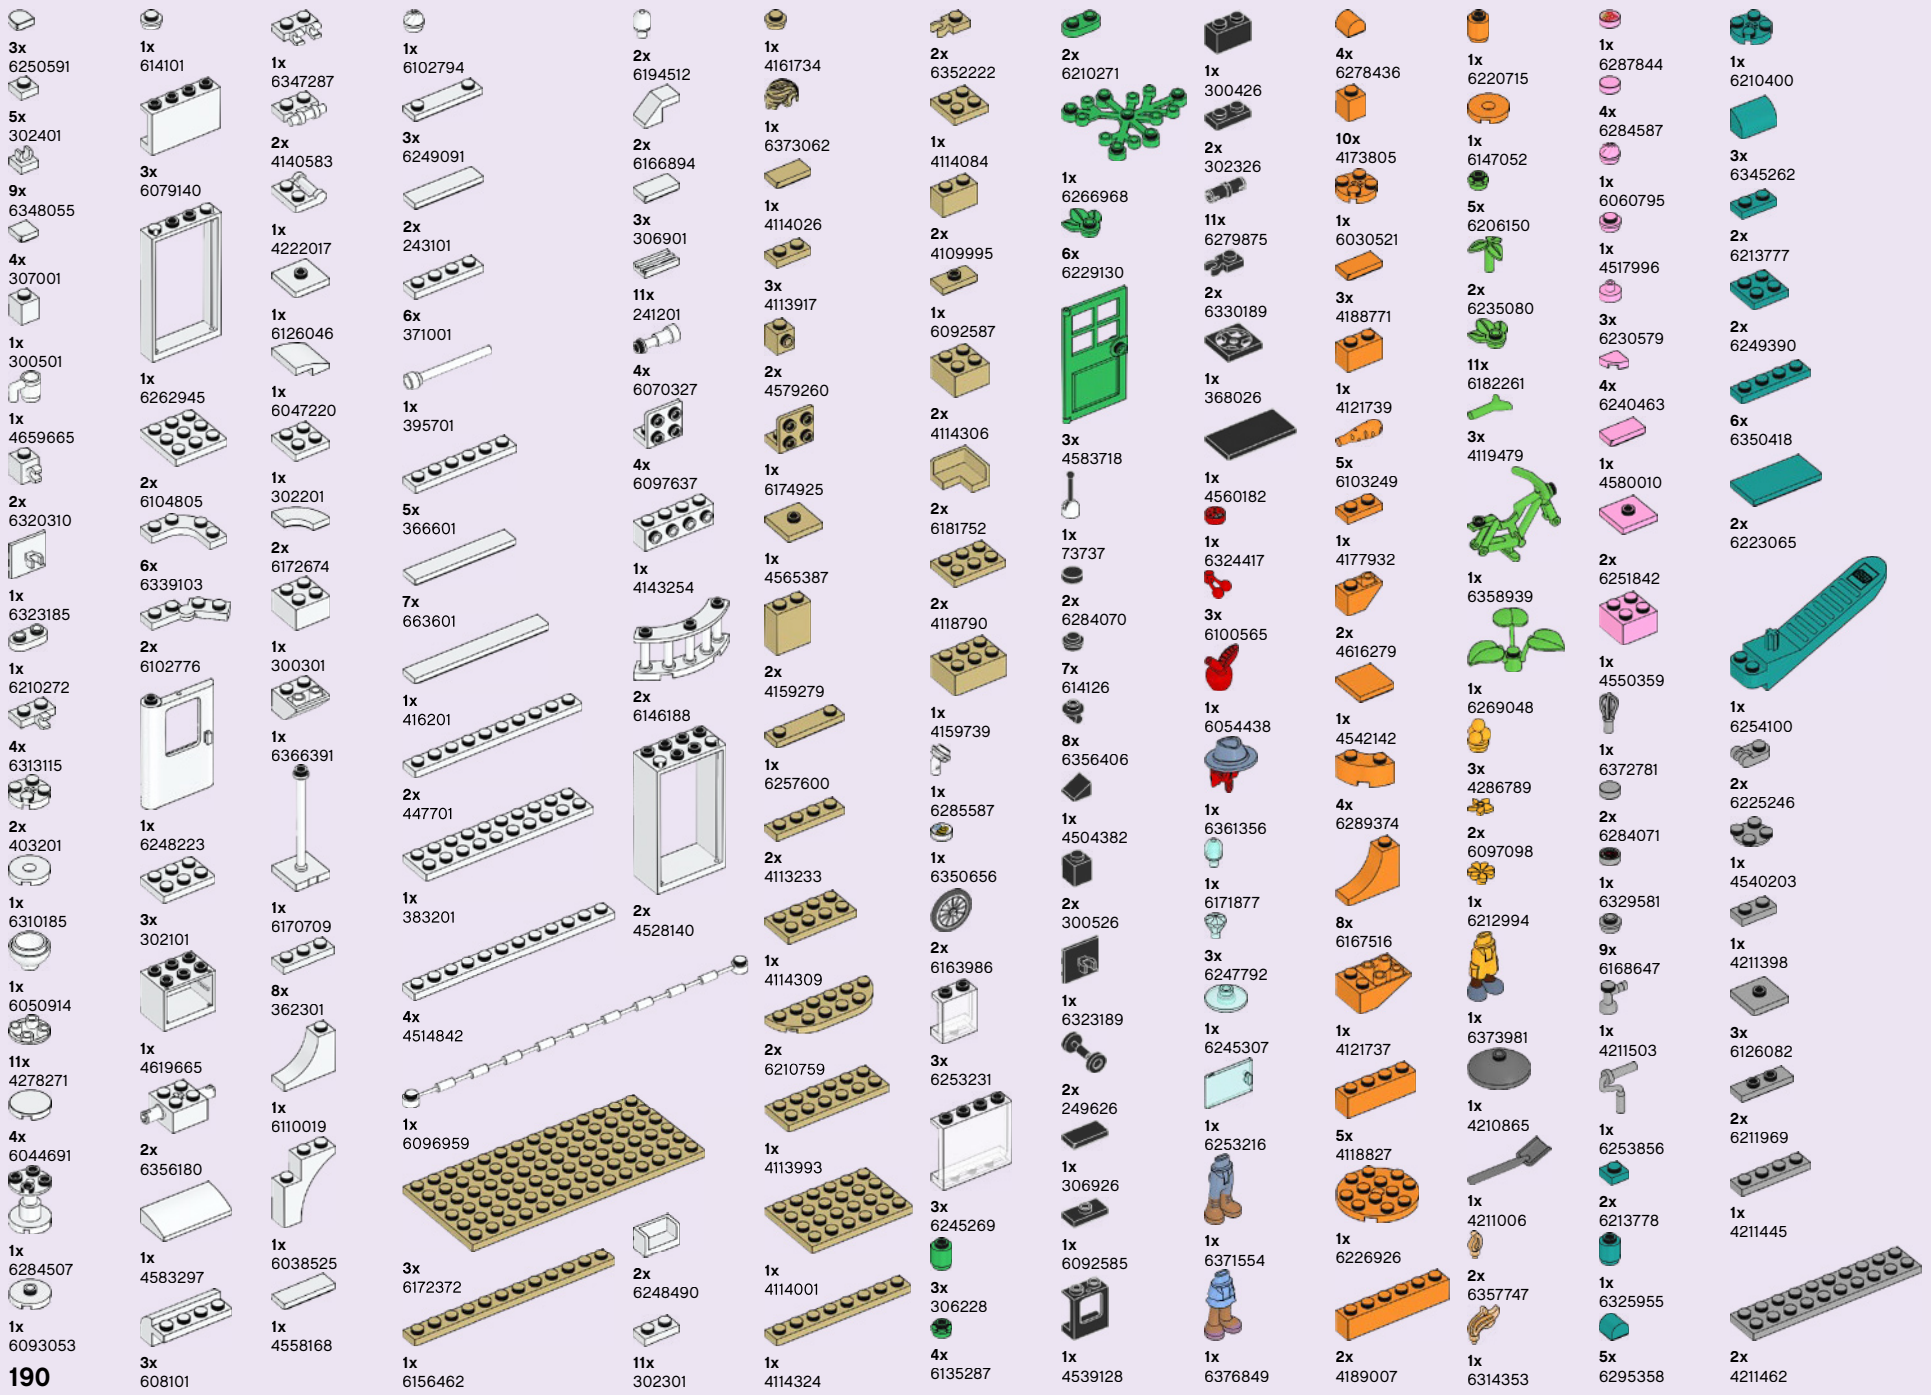 3x
6250591
5x
302401
9x
6348055
4x
307001
1x
300501
1x
4659665
2x
6320310
1x
6323185
1x
6210272
4x
6313115
2x
403201
1x
6310185
1x
6050914
11x
4278271
4x
6044691
1x
6284507
1x
6093053
190
1x
614101
3x
6079140
1x
6262945
2x
6104805
6x
6339103
2x
6102776
1x
6248223
3x
302101
1x
4619665
2x
6356180
1x
4583297
3x
608101
1x
6347287
2x
4140583
1x
4222017
1x
6126046
1x
6047220
1x
302201
2x
6172674
1x
300301
1x
6366391
1x
6170709
8x
362301
1x
6110019
1x
6038525
1x
4558168
1x
6102794
3x
6249091
2x
243101
6x
371001
1x
395701
5x
366601
7x
663601
1x
416201
2x
447701
1x
383201
4x
4514842
1x
6096959
3x
6172372
1x
6156462
2x
6194512
2x
6166894
3x
306901
11x
241201
4x
6070327
4x
6097637
1x
4143254
2x
6146188
2x
4528140
2x
6248490
11x
302301
1x
4161734
1x
6373062
1x
4114026
3x
4113917
2x
4579260
1x
6174925
1x
4565387
2x
4159279
1x
6257600
2x
4113233
1x
4114309
2x
6210759
1x
4113993
1x
4114001
1x
4114324
2x
6352222
1x
4114084
2x
4109995
1x
6092587
2x
4114306
2x
6181752
2x
4118790
1x
4159739
1x
6285587
1x
6350656
2x
6163986
3x
6253231
3x
6245269
3x
306228
4x
6135287
2x
6210271
1x
6266968
6x
6229130
3x
4583718
1x
73737
2x
6284070
7x
614126
8x
6356406
1x
4504382
2x
300526
1x
6323189
2x
249626
1x
306926
1x
6092585
1x
4539128
1x
300426
2x
302326
11x
6279875
2x
6330189
1x
368026
1x
4560182
1x
6324417
3x
6100565
1x
6054438
1x
6361356
1x
6171877
3x
6247792
1x
6245307
1x
6253216
1x
6371554
1x
6376849
4x
6278436
10x
4173805
1x
6030521
3x
4188771
1x
4121739
5x
6103249
1x
4177932
2x
4616279
1x
4542142
4x
6289374
8x
6167516
1x
4121737
5x
4118827
1x
6226926
2x
4189007
1x
6220715
1x
6147052
5x
6206150
2x
6235080
11x
6182261
3x
4119479
1x
6358939
1x
6269048
3x
4286789
2x
6097098
1x
6212994
1x
6373981
1x
4210865
1x
4211006
2x
6357747
1x
6314353
1x
6287844
4x
6284587
1x
6060795
1x
4517996
3x
6230579
4x
6240463
1x
4580010
2x
6251842
1x
4550359
1x
6372781
2x
6284071
1x
6329581
9x
6168647
1x
4211503
1x
6253856
2x
6213778
1x
6325955
5x
6295358
1x
6210400
3x
6345262
2x
6213777
2x
6249390
6x
6350418
2x
6223065
1x
6254100
2x
6225246
1x
4540203
1x
4211398
3x
6126082
2x
6211969
1x
4211445
2x
4211462